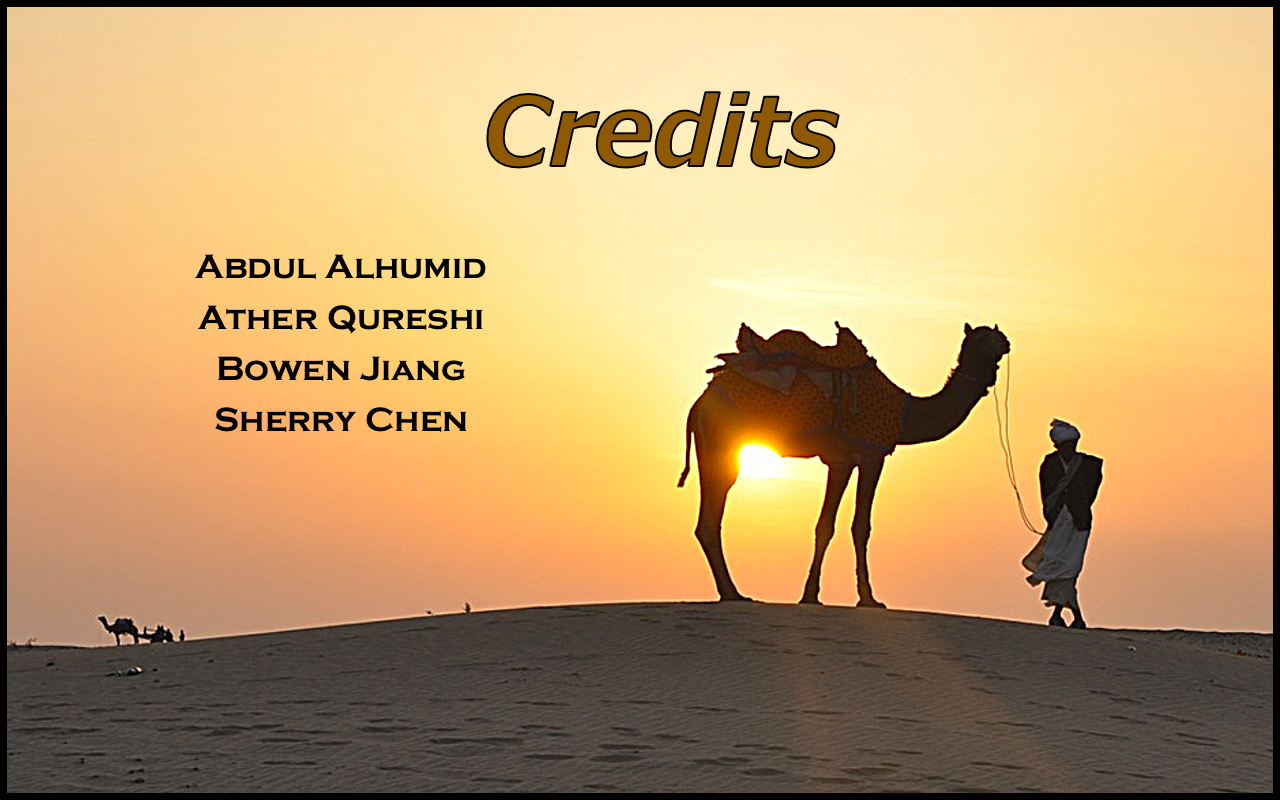 Credits
Abdul Alhumid
Ather Qureshi
Bowen Jiang
Sherry Chen